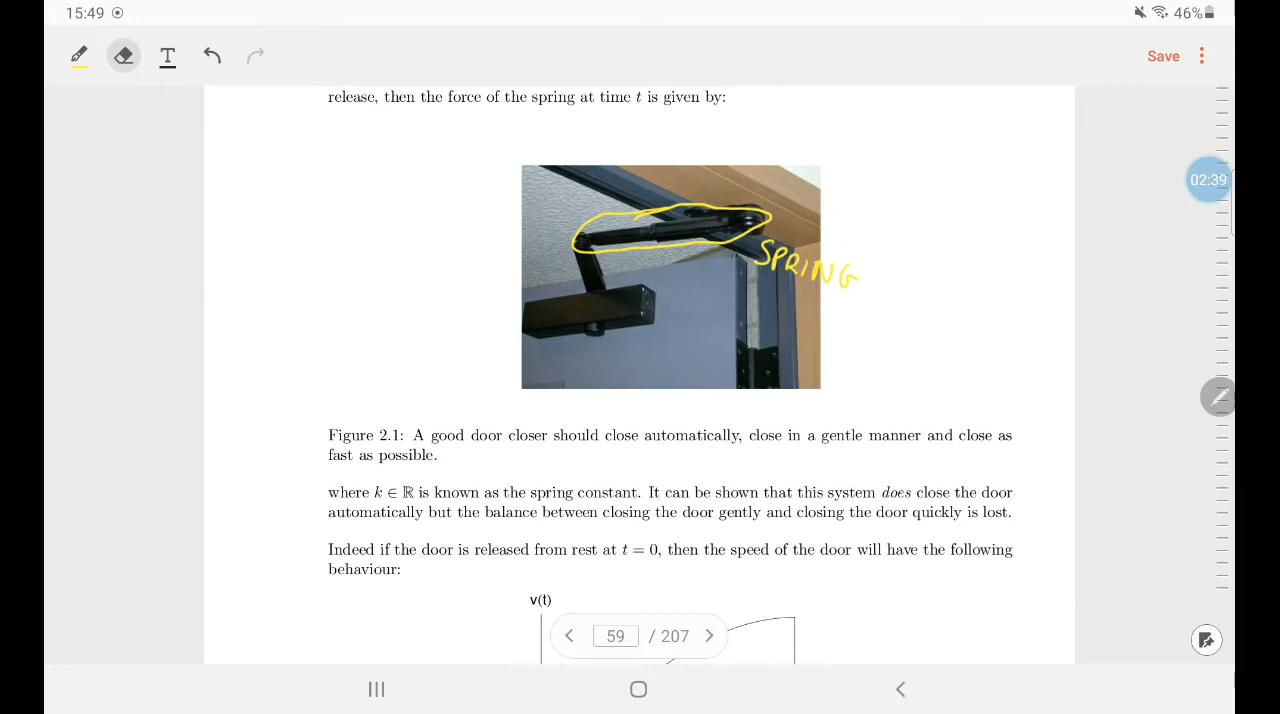 15:49 46%
T Save
release, then the force of the spring at time t is given by:
02:39
SPRING
Figure 2.1: A good door closer should close automatically, close in a gentle manner and close as
fast as possible.
where k ∈ ℝ is known as the spring constant. It can be shown that this system does close the door
automatically but the balance between closing the door gently and closing the door quickly is lost.
Indeed if the door is released from rest at t = 0, then the speed of the door will have the following
behaviour:
v(t)
59 / 207